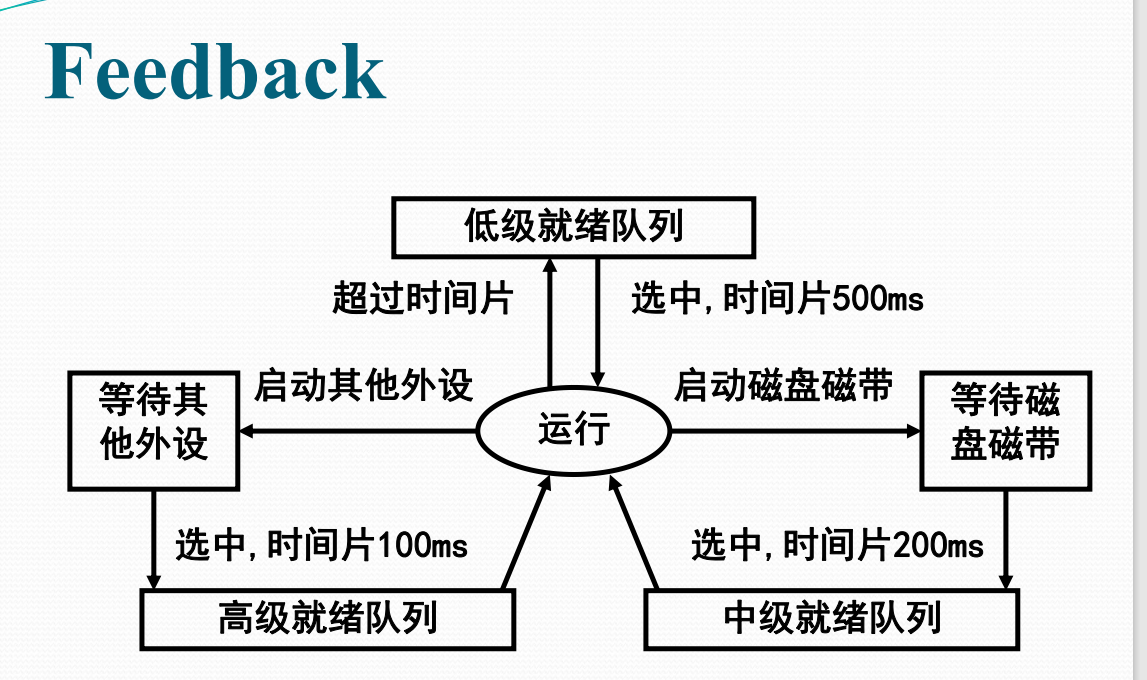 Feedback
低级就绪队列
超过时间片
选中,时间片500ms
启动其他外设
启动磁盘磁带
等待其
他外设
运行
等待磁
盘磁带
选中,时间片100ms
选中,时间片200ms
高级就绪队列
中级就绪队列